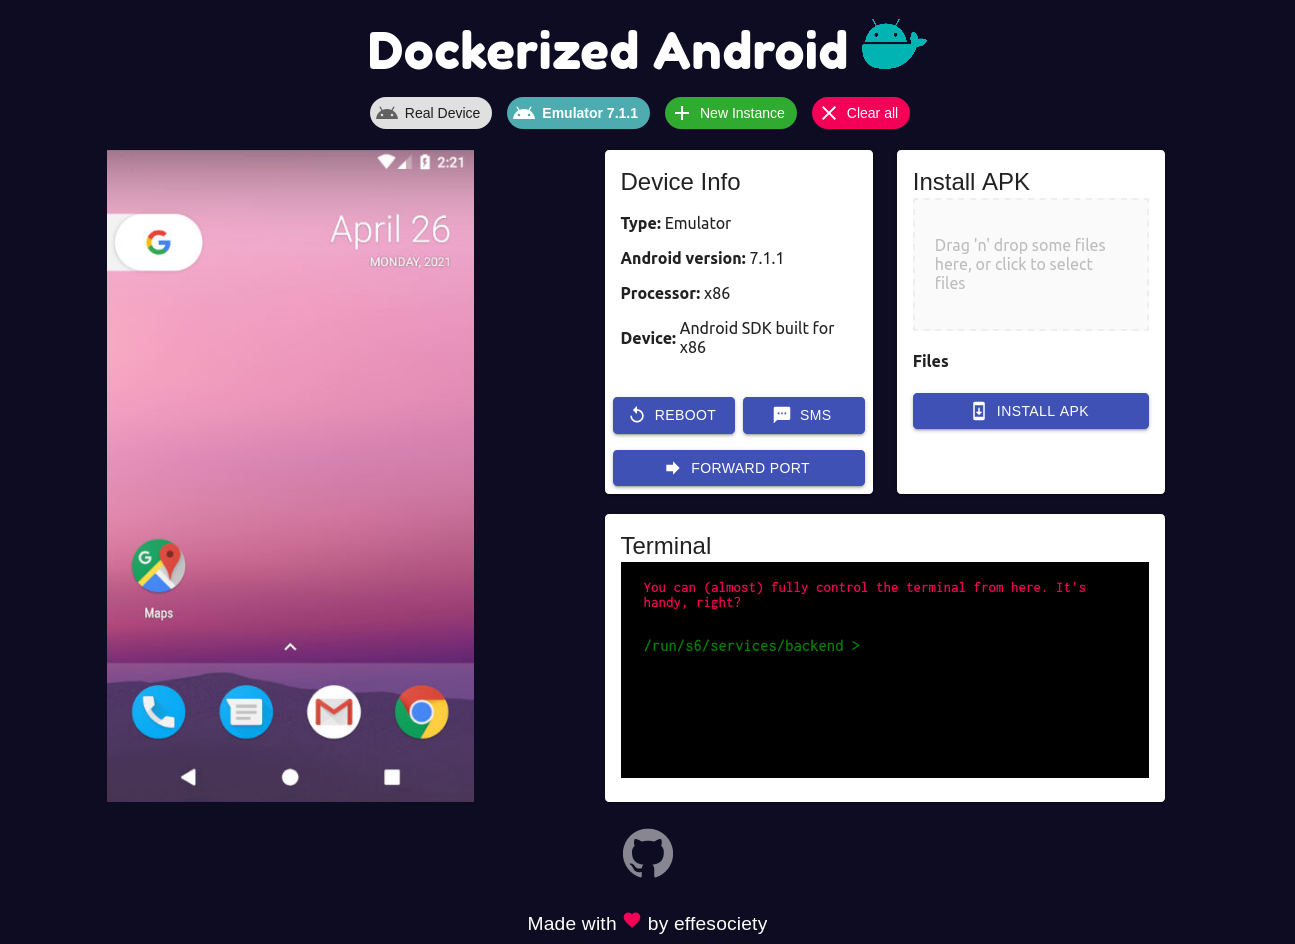 Dockerized Android
Real Device
Emulator 7.1.1
New Instance
Clear all
2:21
G
April 26
MONDAY, 2021
G
Maps
Device Info
Type: Emulator
Android version: 7.1.1
Processor: x86
Device: Android SDK built for
x86
REBOOT
SMS
FORWARD PORT
Install APK
Drag 'n' drop some files
here, or click to select
files
Files
INSTALL APK
Terminal
You can (almost) fully control the terminal from here. It's
handy, right?
/run/s6/services/backend >
Made with by effesociety